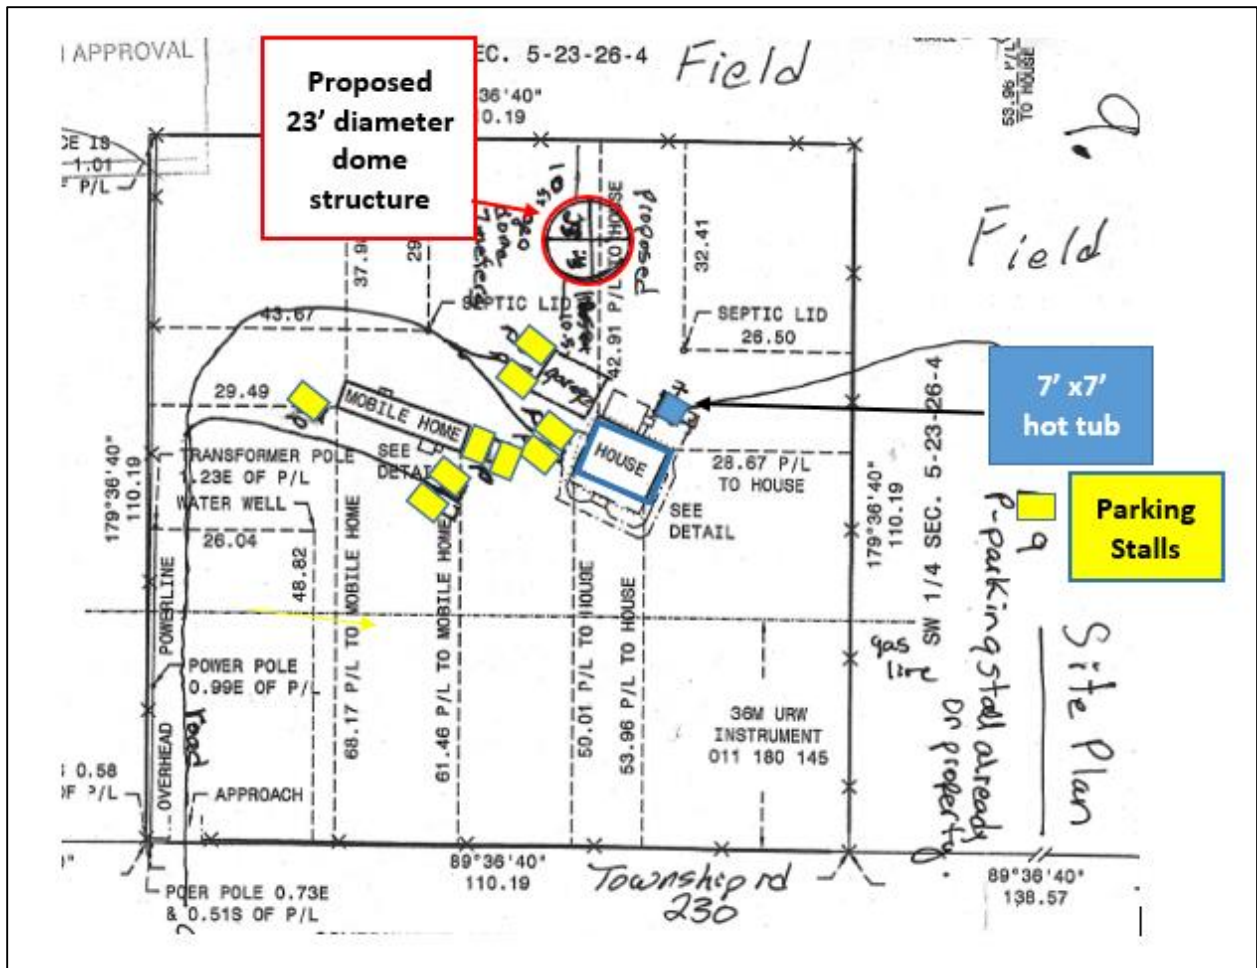 I APPROVAL
EC. 5-23-26-4
Field
53.96 P/L
TO HOUSE
9.
Proposed
23' diameter
dome
structure
36'40"
0.19
CE IS
1.01
F P/L
10
proposed
geo
dome
7 meters
42.91 P/L TO HOUSE
32.41
37.9
29
Field
43.67
SEPTIC LID
SEPTIC LID
26.50
garage
29.49
MOBILE HOME
HOUSE
7' x7'
hot tub
28.67 P/L
TO HOUSE
SEE
DETAIL
SEE
DETAIL
TRANSFORMER POLE
.23E OF P/L
WATER WELL
26.04
48.82
179°36'40"
110.19
179°36'40"
110.19
SW 1/4 SEC. 5-23-26-4
Parking
Stalls
P-parking stall already
on property
Site Plan
gas
line
POWERLINE
OVERHEAD
POWER POLE
0.99E OF P/L
road
68.17 P/L TO MOBILE HOME
61.46 P/L TO MOBILE HOME
50.01 P/L TO HOUSE
53.96 P/L TO HOUSE
36M URW
INSTRUMENT
011 180 145
S 0.58
OF P/L
APPROACH
89°36'40"
110.19
Township rd
230
89°36'40"
138.57
POER POLE 0.73E
& 0.51S OF P/L